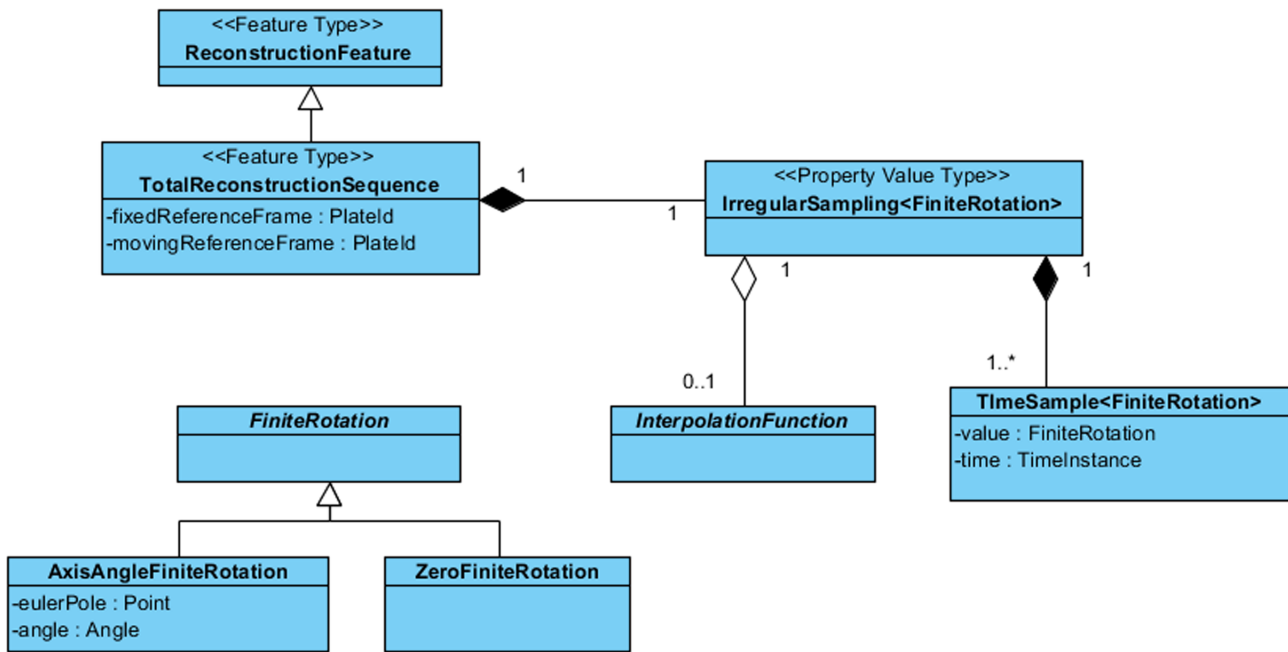 <<Feature Type>>
ReconstructionFeature
<<Feature Type>>
TotalReconstructionSequence
-fixedReferenceFrame : PlateId
-movingReferenceFrame : PlateId
1
1
<<Property Value Type>>
IrregularSampling<FiniteRotation>
1
1
0..1
1..*
FiniteRotation
InterpolationFunction
TImeSample<FiniteRotation>
-value : FiniteRotation
-time : TimeInstance
AxisAngleFiniteRotation
-eulerPole : Point
-angle : Angle
ZeroFiniteRotation